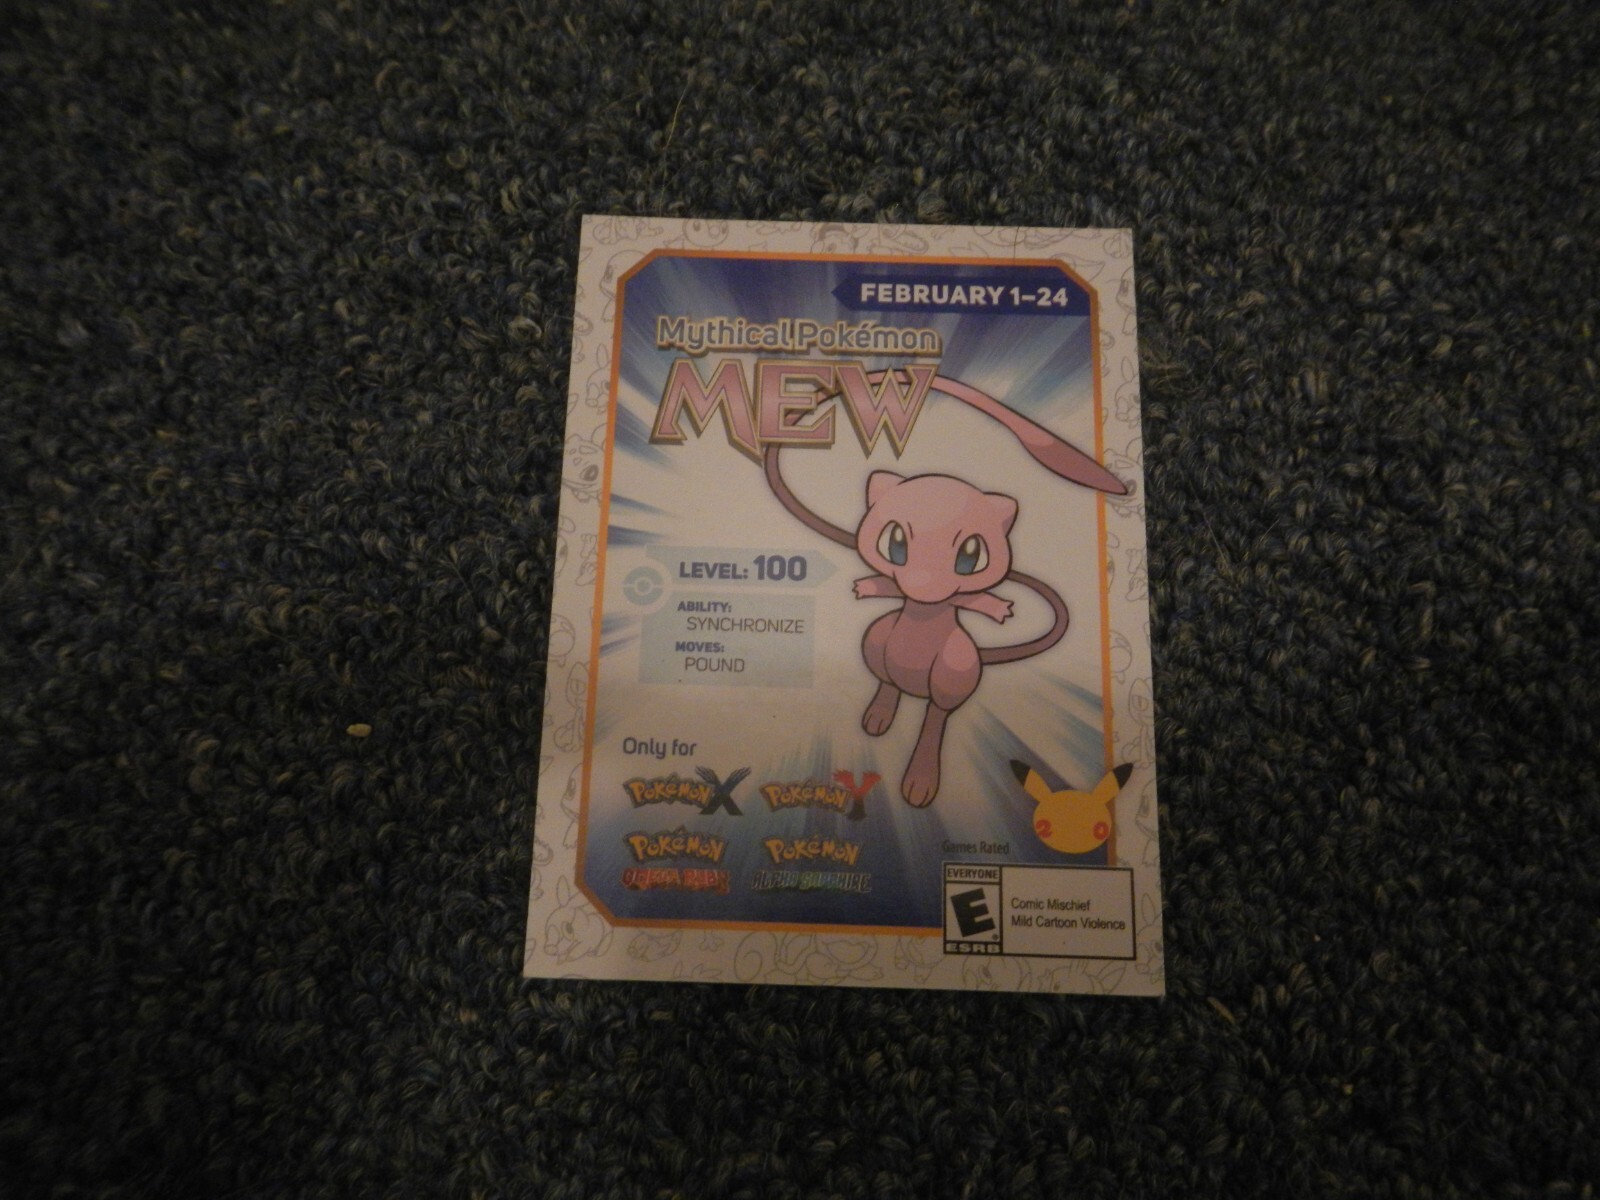 FEBRUARY 1–24
Mythical Pokémon
MEW
LEVEL: 100
ABILITY:
SYNCHRONIZE
MOVES:
POUND
Only for
POKéMON X
POKéMON Y
POKéMON
OMEGA RUBY
POKéMON
ALPHA SAPPHIRE
20
Games Rated
EVERYONE
E
ESRB
Comic Mischief
Mild Cartoon Violence